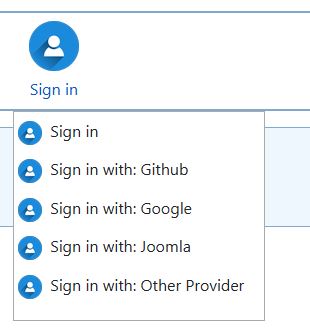 Sign in
Sign in
Sign in with: Github
Sign in with: Google
Sign in with: Joomla
Sign in with: Other Provider